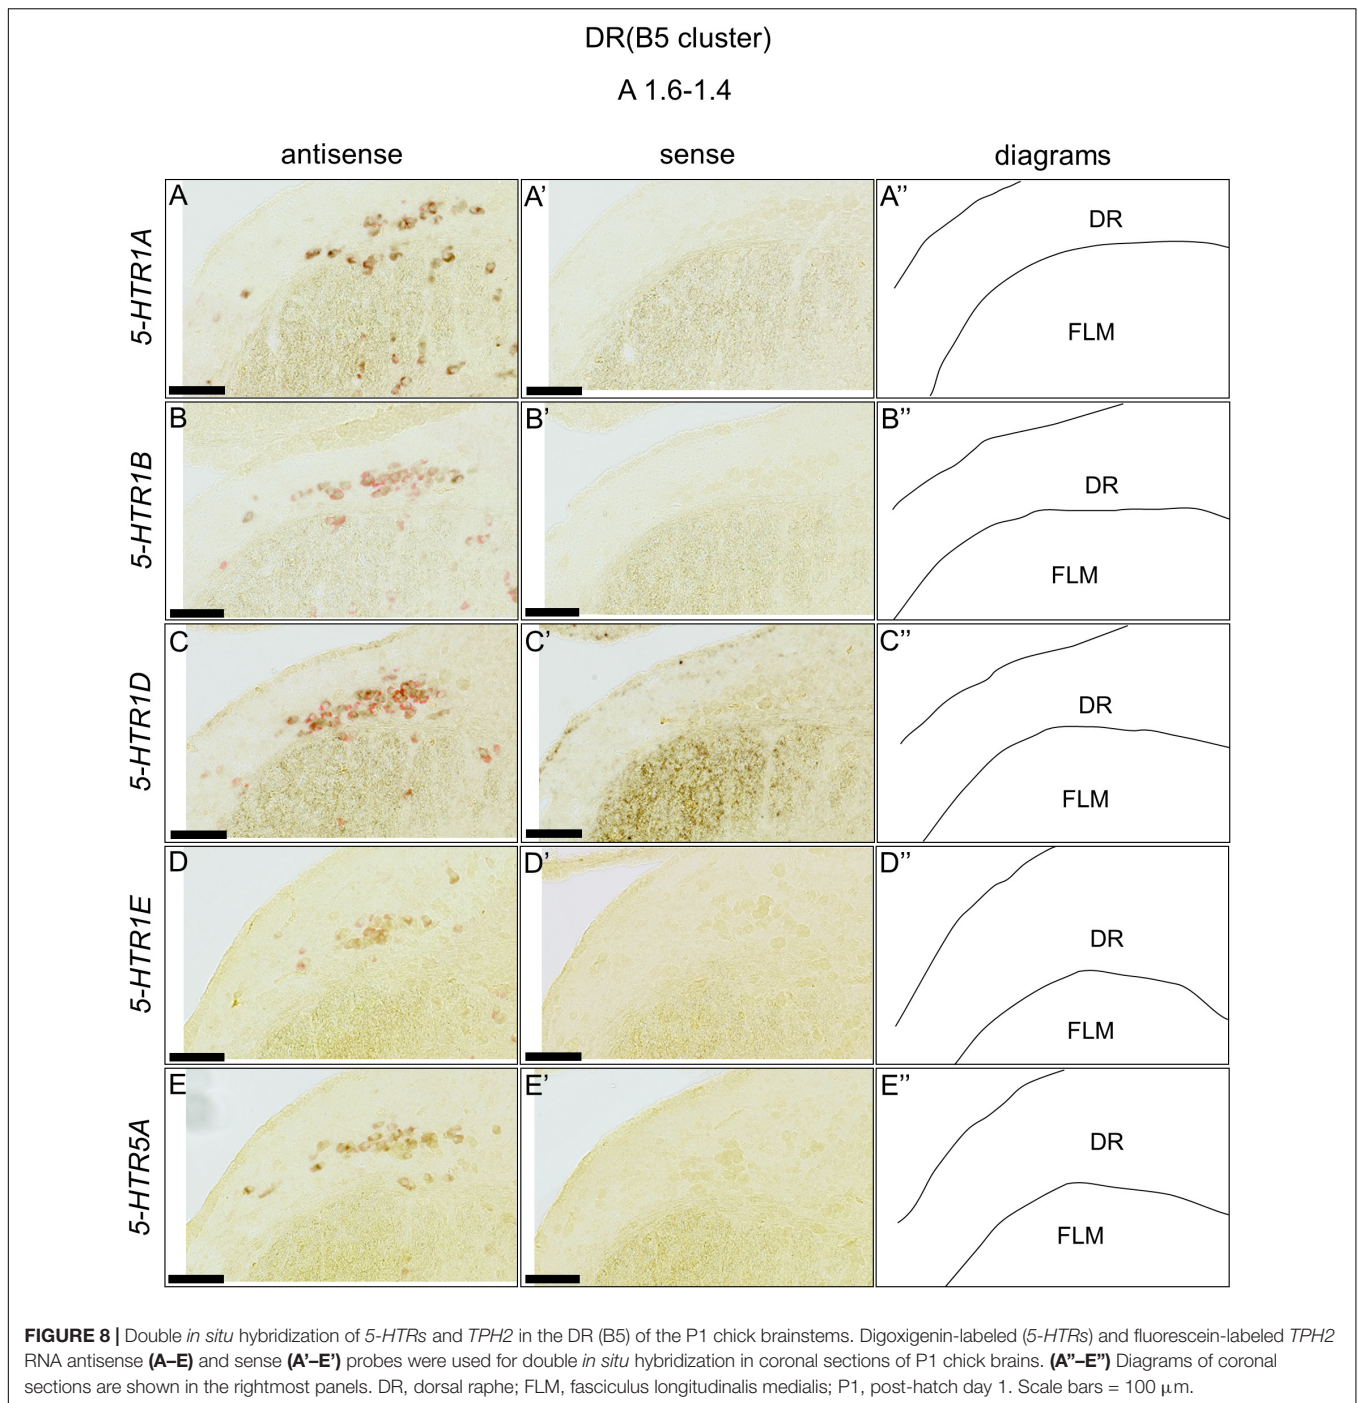 DR(B5 cluster)
A 1.6-1.4
antisense
sense
diagrams
5-HTR1A
A
A'
A''
DR
FLM
5-HTR1B
B
B'
B''
DR
FLM
5-HTR1D
C
C'
C''
DR
FLM
5-HTR1E
D
D'
D''
DR
FLM
5-HTR5A
E
E'
E''
DR
FLM
FIGURE 8 | Double in situ hybridization of 5-HTRs and TPH2 in the DR (B5) of the P1 chick brainstems. Digoxigenin-labeled (5-HTRs) and fluorescein-labeled TPH2
RNA antisense (A–E) and sense (A'–E') probes were used for double in situ hybridization in coronal sections of P1 chick brains. (A''–E'') Diagrams of coronal
sections are shown in the rightmost panels. DR, dorsal raphe; FLM, fasciculus longitudinalis medialis; P1, post-hatch day 1. Scale bars = 100 μm.